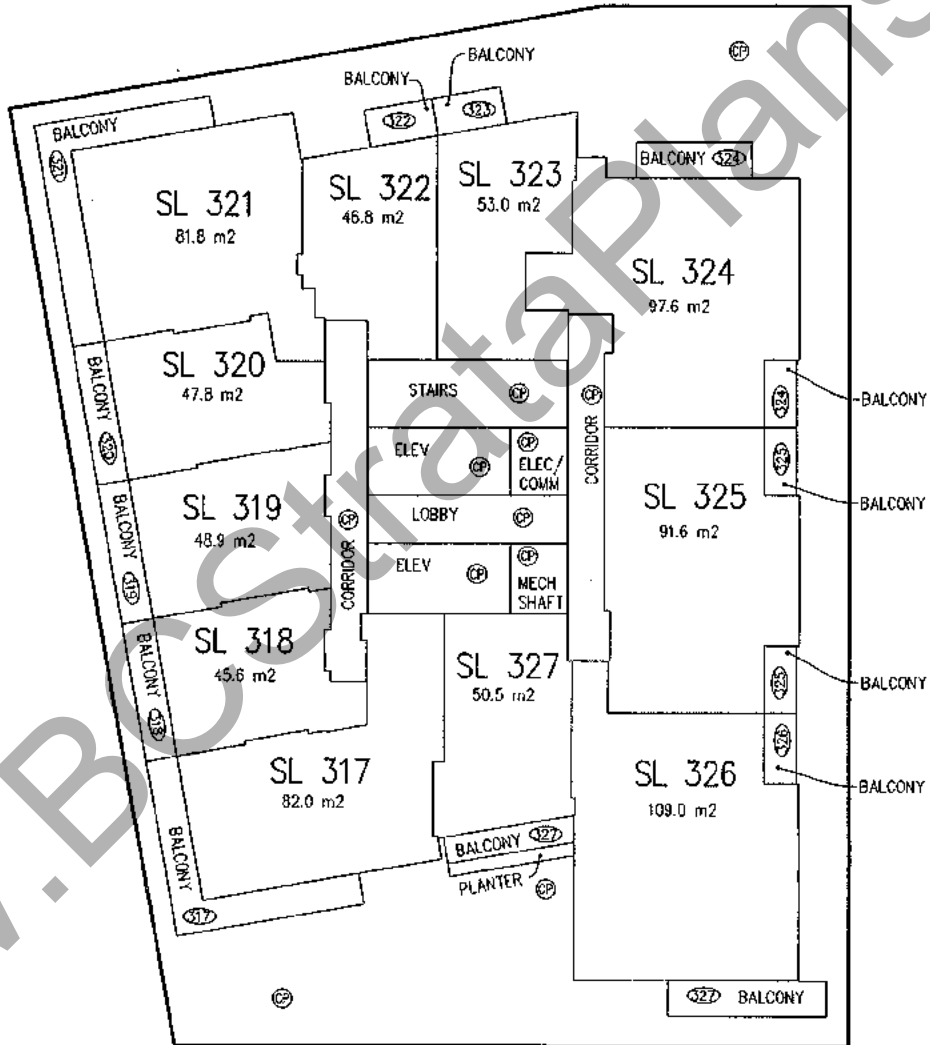 BALCONY
BALCONY
CP
BALCONY
322
323
321
BALCONY 324
SL 321
81.8 m2
SL 322
46.8 m2
SL 323
53.0 m2
SL 324
97.6 m2
SL 320
47.8 m2
BALCONY
320
STAIRS
CP
CP
CORRIDOR
324
BALCONY
ELEV
CP
CP
ELEC/
COMM
325
BALCONY
SL 325
91.6 m2
SL 319
48.9 m2
BALCONY
319
LOBBY
CP
CP
CORRIDOR
ELEV
CP
CP
MECH
SHAFT
SL 318
45.6 m2
BALCONY
318
SL 327
50.5 m2
325
BALCONY
326
BALCONY
SL 317
82.0 m2
SL 326
109.0 m2
BALCONY
317
BALCONY 327
PLANTER
CP
CP
327 BALCONY
w.BCStrataPlans